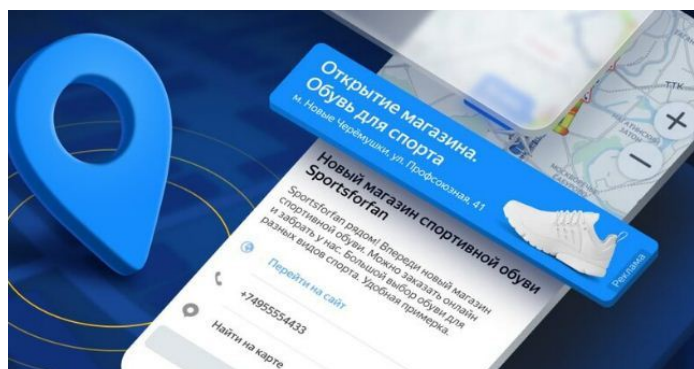 Открытие магазина.
Обувь для спорта
м. Новые Черёмушки, ул. Профсоюзная, 41
Реклама
ТТК
НАГАТИНСКИЙ
ЗАТОН
Новый магазин спортивной обуви
Sportsforfan
Sportsforfan рядом! Впереди новый магазин
спортивной обуви. Можно заказать онлайн
и забрать у нас. Большой выбор обуви для
разных видов спорта. Удобная примерка.
Перейти на сайт
+74955554433
Найти на карте